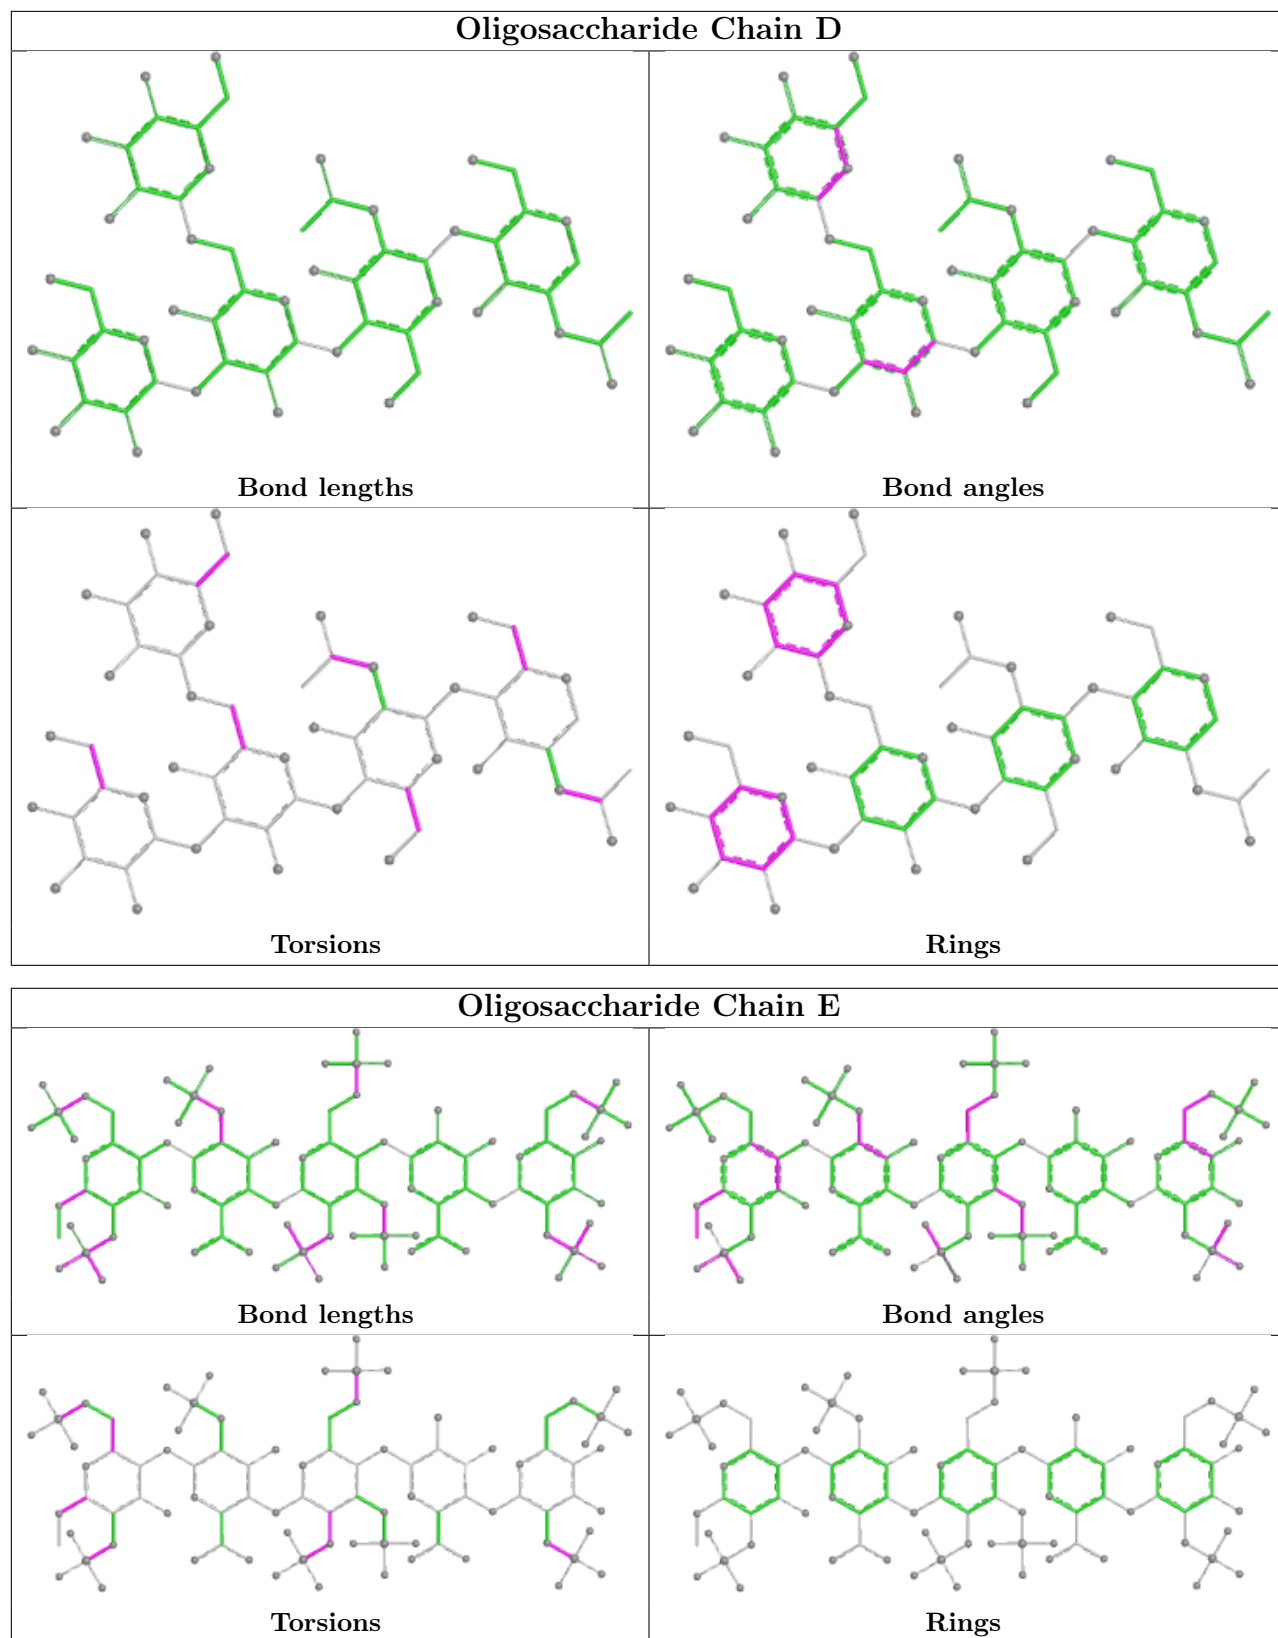 Oligosaccharide Chain D
Bond lengths
Bond angles
Torsions
Rings
Oligosaccharide Chain E
Bond lengths
Bond angles
Torsions
Rings